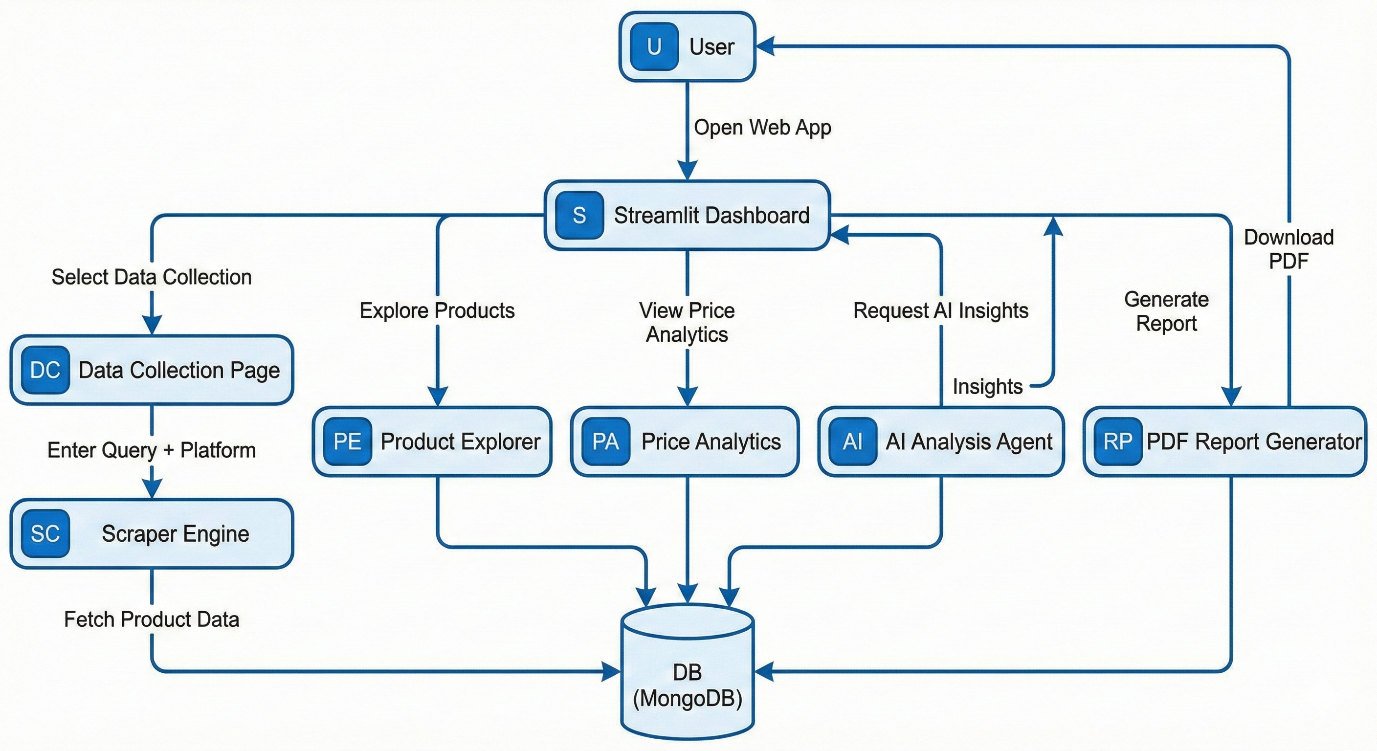 U User
Open Web App
S Streamlit Dashboard
Select Data Collection
Explore Products
View Price
Analytics
Request AI Insights
Generate
Report
Download
PDF
DC Data Collection Page
Insights
Enter Query + Platform
PE Product Explorer
PA Price Analytics
AI AI Analysis Agent
RP PDF Report Generator
SC Scraper Engine
Fetch Product Data
DB
(MongoDB)